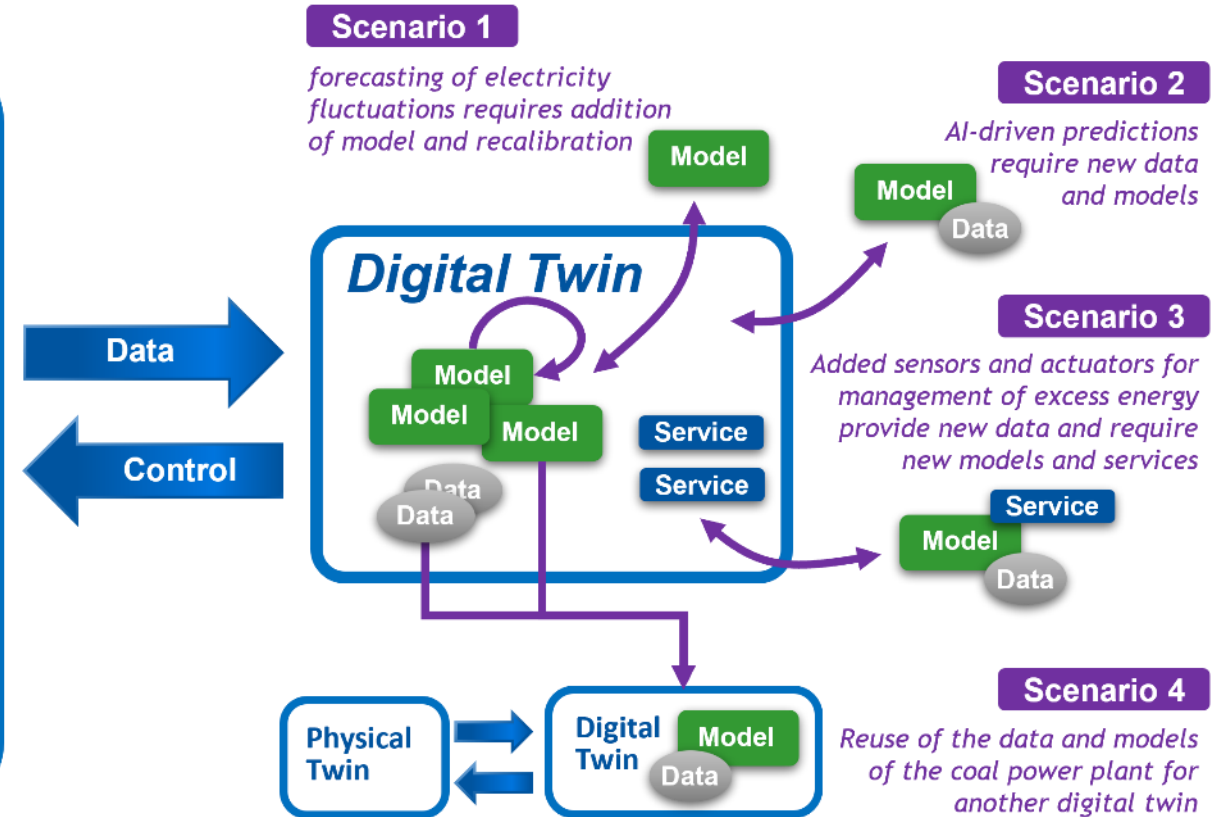 Scenario 1
forecasting of electricity
fluctuations requires addition
of model and recalibration
Model
Scenario 2
AI-driven predictions
require new data
and models
Model
Data
Digital Twin
Data
Control
Model
Model
Model
Data
Data
Service
Service
Scenario 3
Added sensors and actuators for
management of excess energy
provide new data and require
new models and services
Service
Model
Data
Physical
Twin
Digital
Twin
Model
Data
Scenario 4
Reuse of the data and models
of the coal power plant for
another digital twin